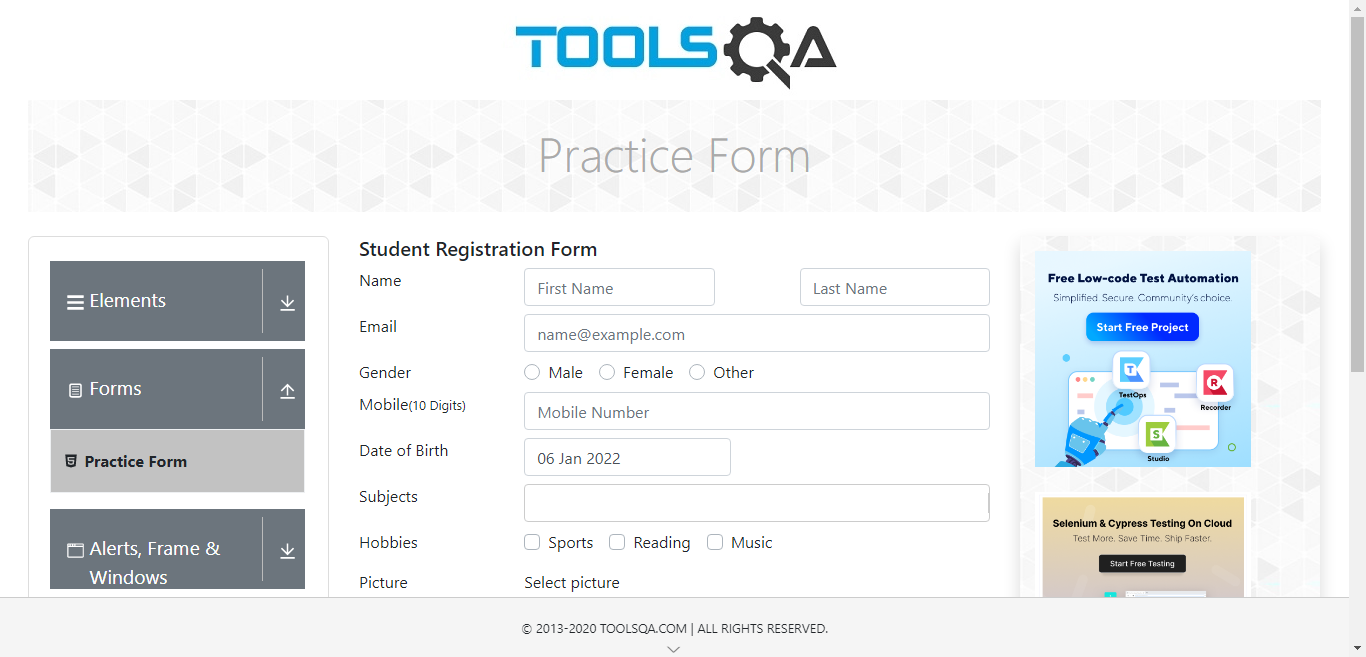 TOOLSQA
Practice Form
Elements
Forms
Practice Form
Alerts, Frame &
Windows
Student Registration Form
Name
First Name
Last Name
Email
name@example.com
Gender
Male
Female
Other
Mobile(10 Digits)
Mobile Number
Date of Birth
06 Jan 2022
Subjects
Hobbies
Sports
Reading
Music
Picture
Select picture
Free Low-code Test Automation
Simplified. Secure. Community's choice.
Start Free Project
TestOps
Recorder
Studio
Selenium & Cypress Testing On Cloud
Test More. Save Time. Ship Faster.
Start Free Testing
© 2013-2020 TOOLSQA.COM | ALL RIGHTS RESERVED.